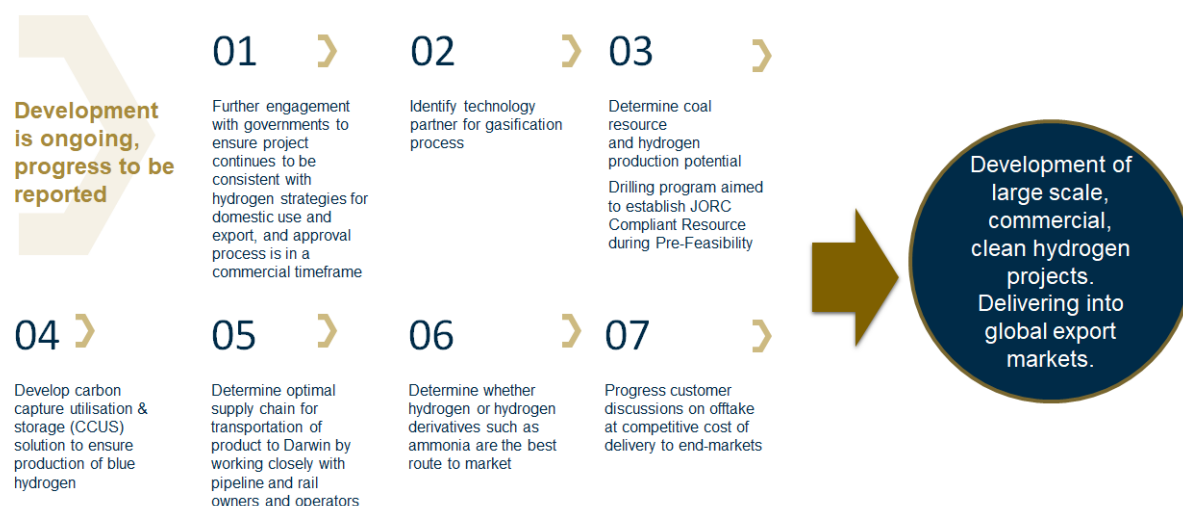 Development
is ongoing,
progress to be
reported
01
Further engagement
with governments to
ensure project
continues to be
consistent with
hydrogen strategies for
domestic use and
export, and approval
process is in a
commercial timeframe
02
Identify technology
partner for gasification
process
03
Determine coal
resource
and hydrogen
production potential
Drilling program aimed
to establish JORC
Compliant Resource
during Pre-Feasibility
04
Develop carbon
capture utilisation &
storage (CCUS)
solution to ensure
production of blue
hydrogen
05
Determine optimal
supply chain for
transportation of
product to Darwin by
working closely with
pipeline and rail
owners and operators
06
Determine whether
hydrogen or hydrogen
derivatives such as
ammonia are the best
route to market
07
Progress customer
discussions on offtake
at competitive cost of
delivery to end-markets
Development of
large scale,
commercial,
clean hydrogen
projects.
Delivering into
global export
markets.